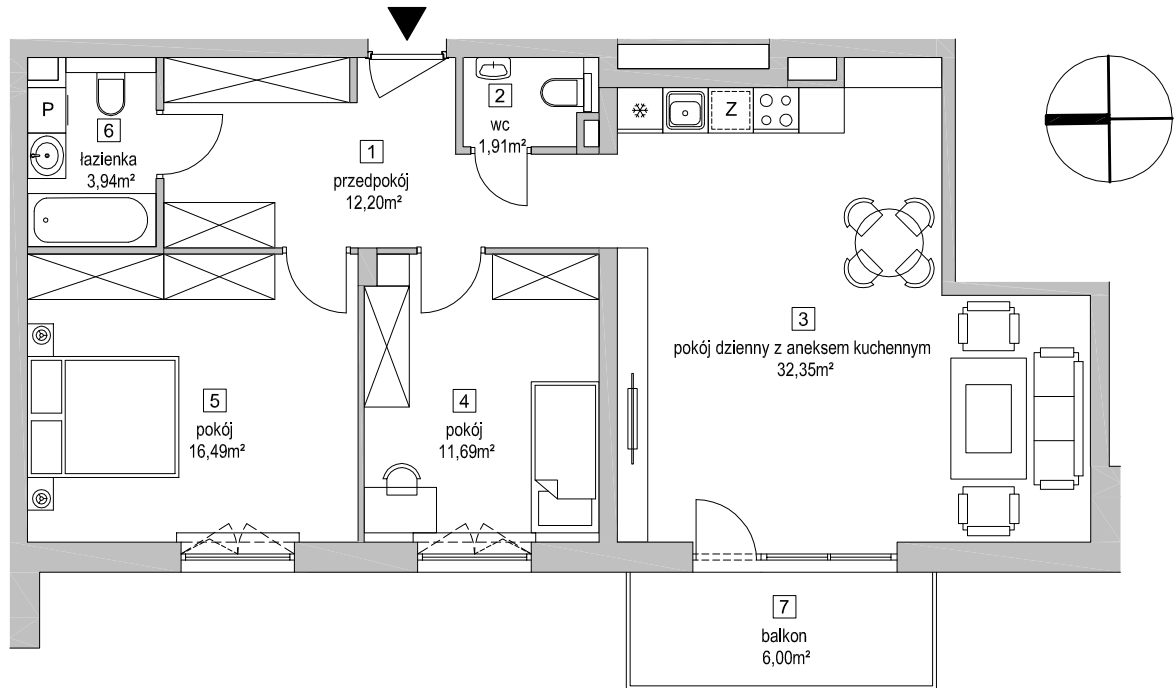 P
6
łazienka
3,94m²
1
przedpokój
12,20m²
2
wc
1,91m²
Z
3
pokój dzienny z aneksem kuchennym
32,35m²
5
pokój
16,49m²
4
pokój
11,69m²
7
balkon
6,00m²